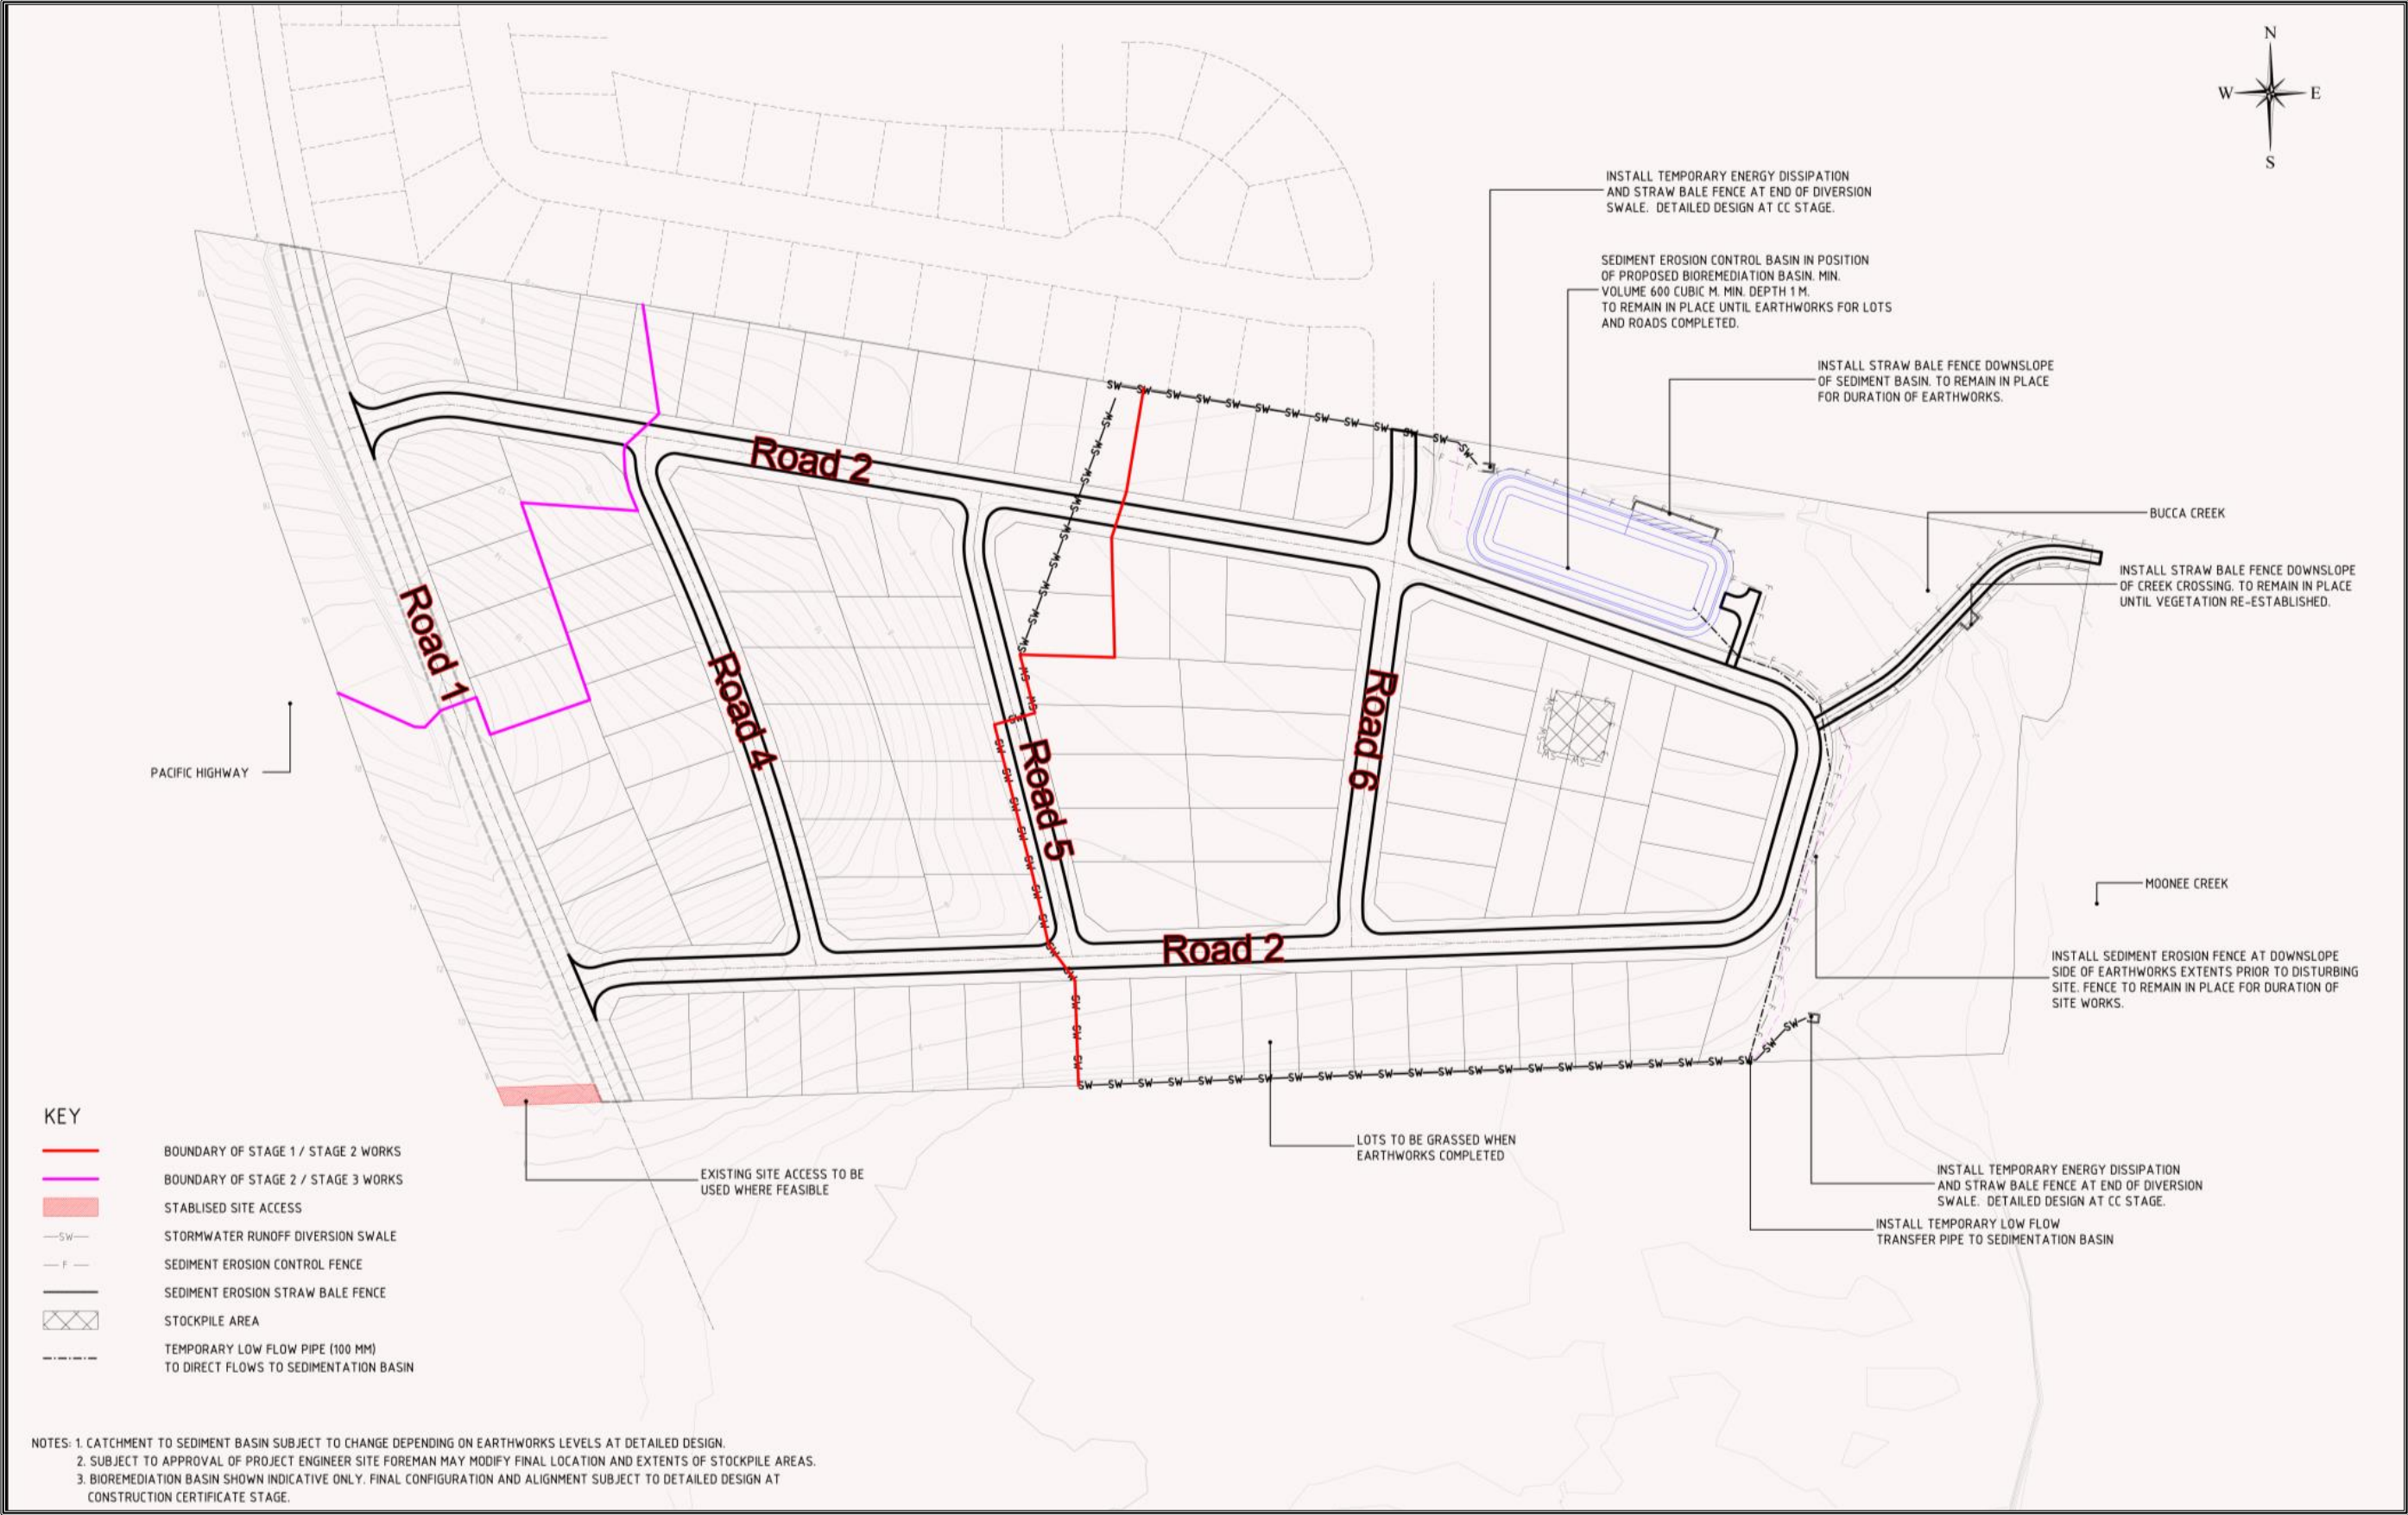 N
W E
S
INSTALL TEMPORARY ENERGY DISSIPATION
AND STRAW BALE FENCE AT END OF DIVERSION
SWALE. DETAILED DESIGN AT CC STAGE.
SEDIMENT EROSION CONTROL BASIN IN POSITION
OF PROPOSED BIOREMEDIATION BASIN. MIN.
VOLUME 600 CUBIC M. MIN. DEPTH 1 M.
TO REMAIN IN PLACE UNTIL EARTHWORKS FOR LOTS
AND ROADS COMPLETED.
INSTALL STRAW BALE FENCE DOWNSLOPE
OF SEDIMENT BASIN. TO REMAIN IN PLACE
FOR DURATION OF EARTHWORKS.
BUCCA CREEK
INSTALL STRAW BALE FENCE DOWNSLOPE
OF CREEK CROSSING. TO REMAIN IN PLACE
UNTIL VEGETATION RE-ESTABLISHED.
Road 2
Road 1
Road 4
Road 5
Road 6
Road 2
PACIFIC HIGHWAY
MOONEE CREEK
INSTALL SEDIMENT EROSION FENCE AT DOWNSLOPE
SIDE OF EARTHWORKS EXTENTS PRIOR TO DISTURBING
SITE. FENCE TO REMAIN IN PLACE FOR DURATION OF
SITE WORKS.
LOTS TO BE GRASSED WHEN
EARTHWORKS COMPLETED
EXISTING SITE ACCESS TO BE
USED WHERE FEASIBLE
INSTALL TEMPORARY ENERGY DISSIPATION
AND STRAW BALE FENCE AT END OF DIVERSION
SWALE. DETAILED DESIGN AT CC STAGE.
INSTALL TEMPORARY LOW FLOW
TRANSFER PIPE TO SEDIMENTATION BASIN
KEY
BOUNDARY OF STAGE 1 / STAGE 2 WORKS
BOUNDARY OF STAGE 2 / STAGE 3 WORKS
STABLISED SITE ACCESS
SW STORMWATER RUNOFF DIVERSION SWALE
F SEDIMENT EROSION CONTROL FENCE
SEDIMENT EROSION STRAW BALE FENCE
STOCKPILE AREA
TEMPORARY LOW FLOW PIPE (100 MM)
TO DIRECT FLOWS TO SEDIMENTATION BASIN
NOTES: 1. CATCHMENT TO SEDIMENT BASIN SUBJECT TO CHANGE DEPENDING ON EARTHWORKS LEVELS AT DETAILED DESIGN.
2. SUBJECT TO APPROVAL OF PROJECT ENGINEER SITE FOREMAN MAY MODIFY FINAL LOCATION AND EXTENTS OF STOCKPILE AREAS.
3. BIOREMEDIATION BASIN SHOWN INDICATIVE ONLY. FINAL CONFIGURATION AND ALIGNMENT SUBJECT TO DETAILED DESIGN AT
CONSTRUCTION CERTIFICATE STAGE.